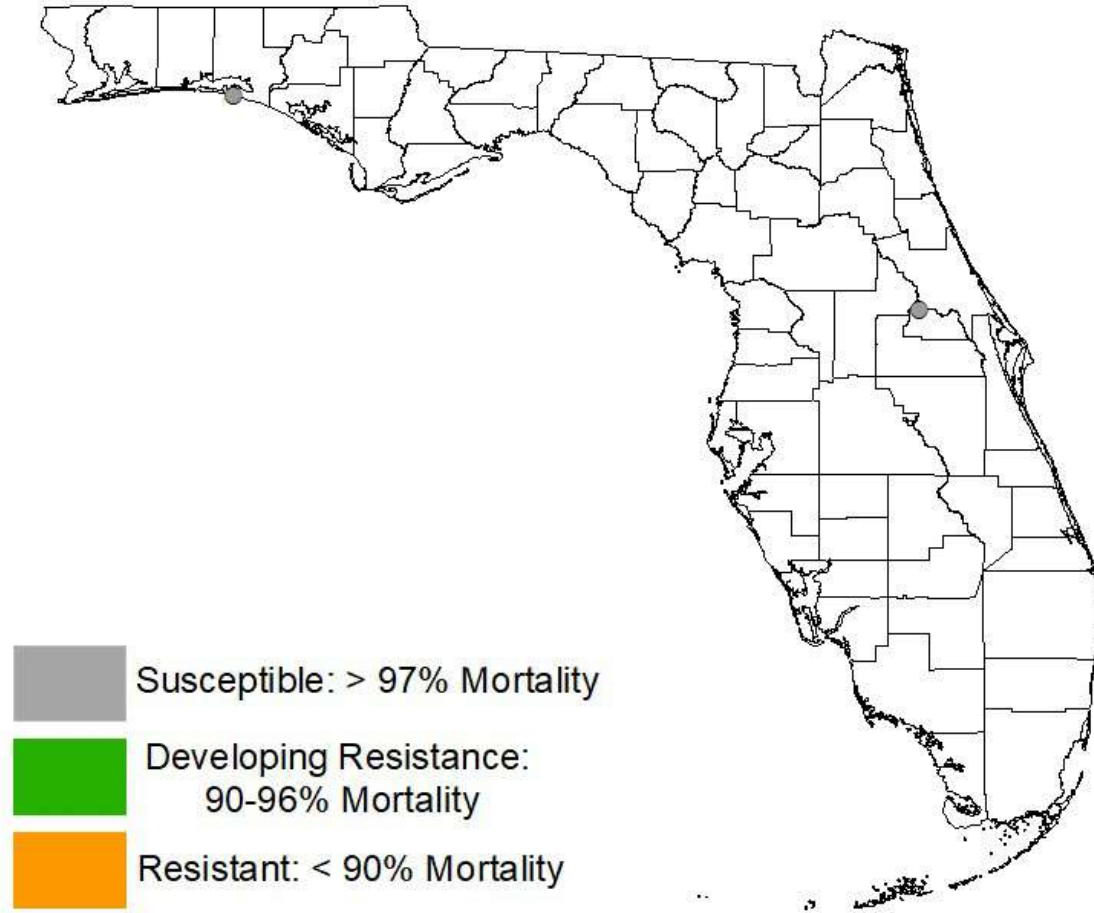 Susceptible: > 97% Mortality
Developing Resistance:
90-96% Mortality
Resistant: < 90% Mortality